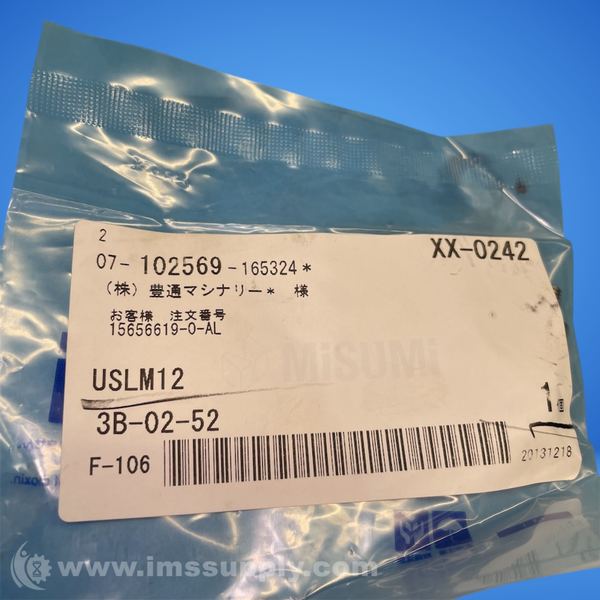 2
XX-0242
07-102569-165324*
(株) 豊通マシナリー* 様
お客様 注文番号
15656619-0-AL
MiSUMi
USLM12
1個
3B-02-52
F-106
20131218
www.imssupply.com